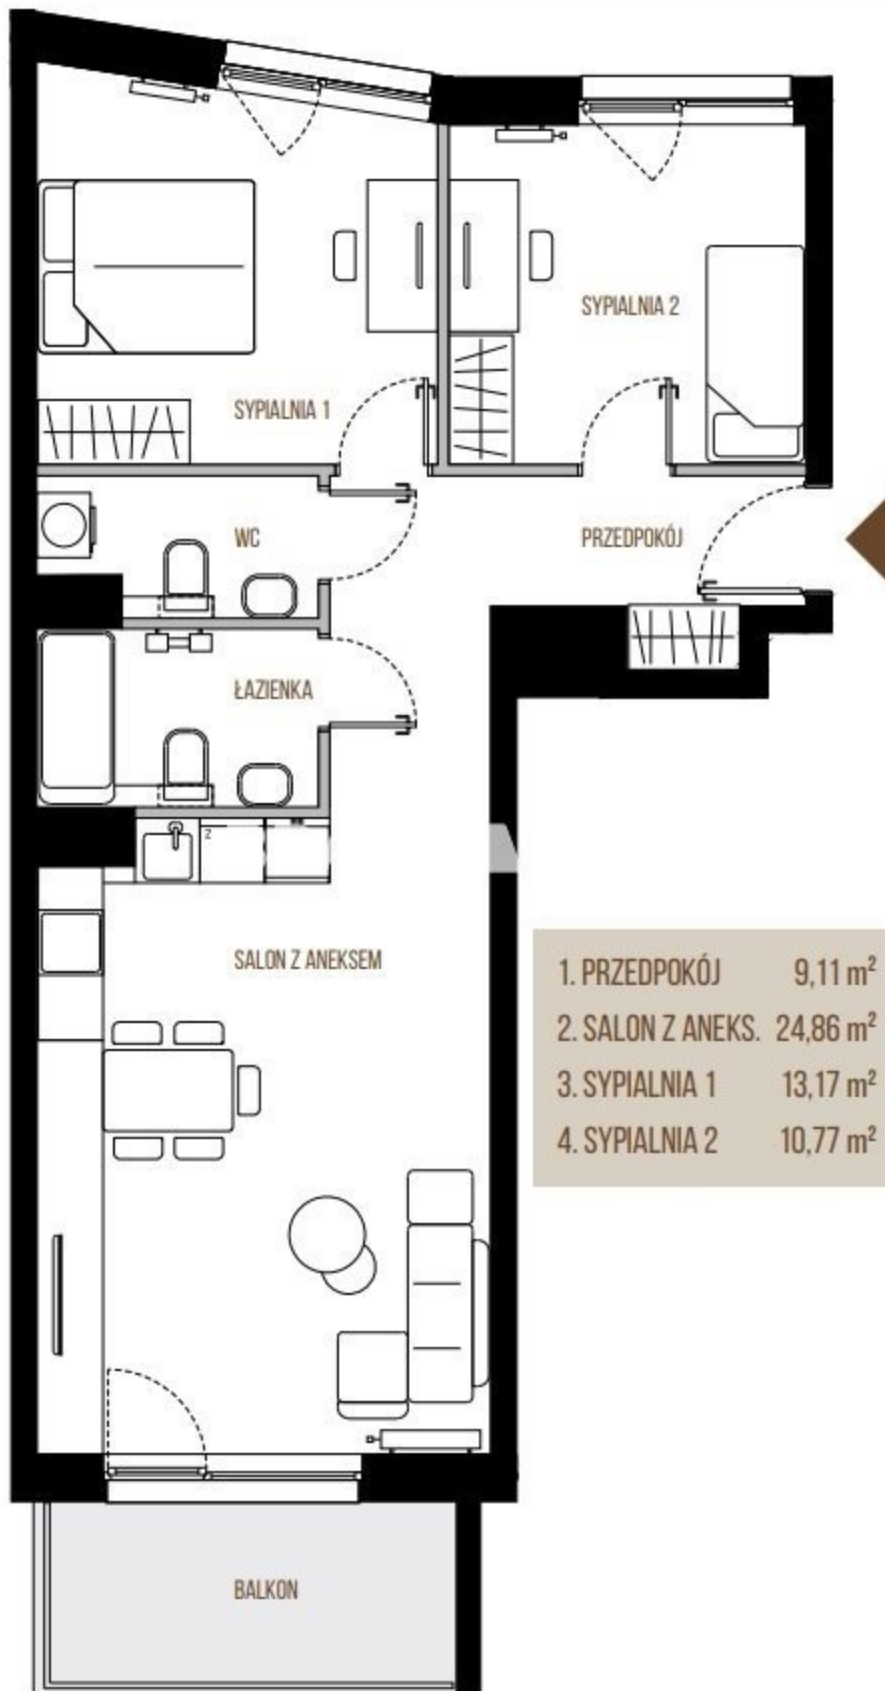 SYPIALNIA 2
SYPIALNIA 1
WC
PRZEDPOKÓJ
ŁAZIENKA
Z
SALON Z ANEKSEM
1. PRZEDPOKÓJ 9,11 m²
2. SALON Z ANEKS. 24,86 m²
3. SYPIALNIA 1 13,17 m²
4. SYPIALNIA 2 10,77 m²
BALKON